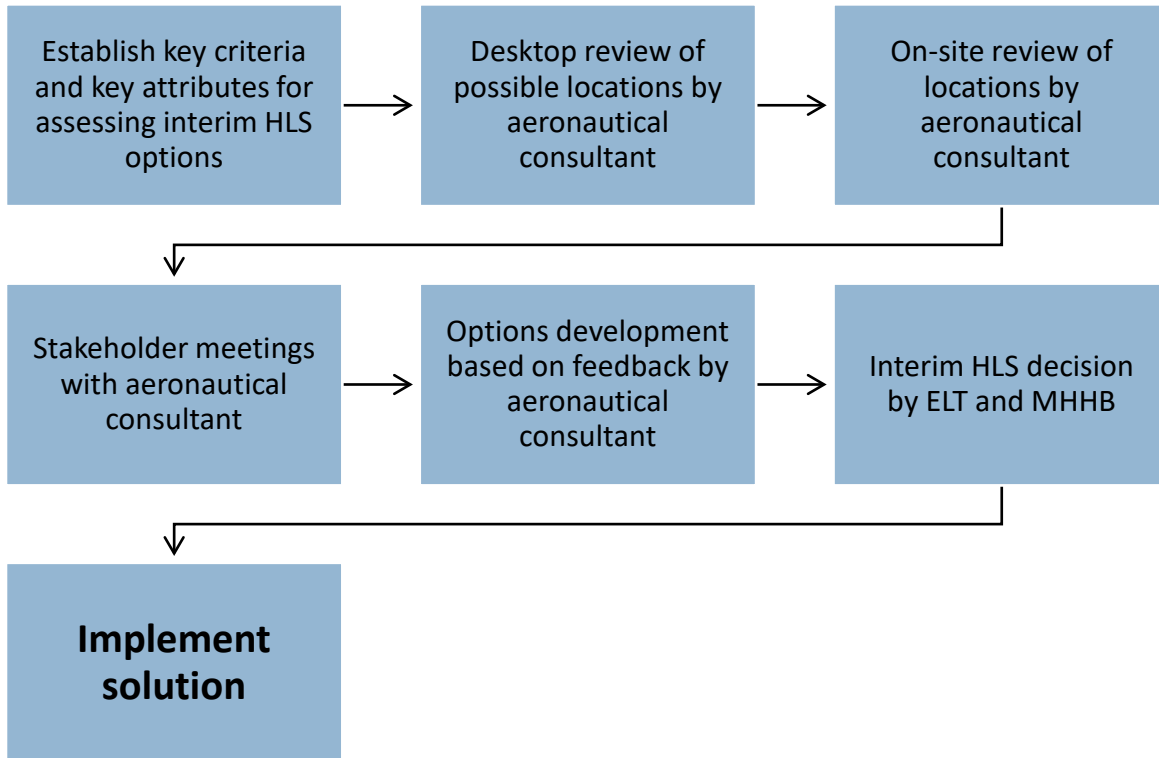 Establish key criteria
and key attributes for
assessing interim HLS
options
Desktop review of
possible locations by
aeronautical
consultant
On-site review of
locations by
aeronautical
consultant
Stakeholder meetings
with aeronautical
consultant
Options development
based on feedback by
aeronautical
consultant
Interim HLS decision
by ELT and MHHB
Implement
solution